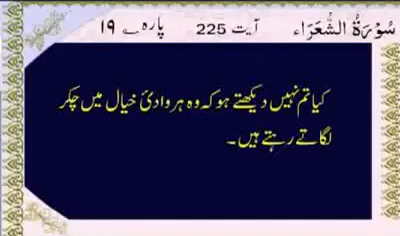 سُوْرَةُ الشُّعَرَاء آیت 225 پارہ ۱۹
کیا تم نہیں دیکھتے ہو کہ وہ ہر وادیٔ خیال میں چکر
لگاتے رہتے ہیں۔